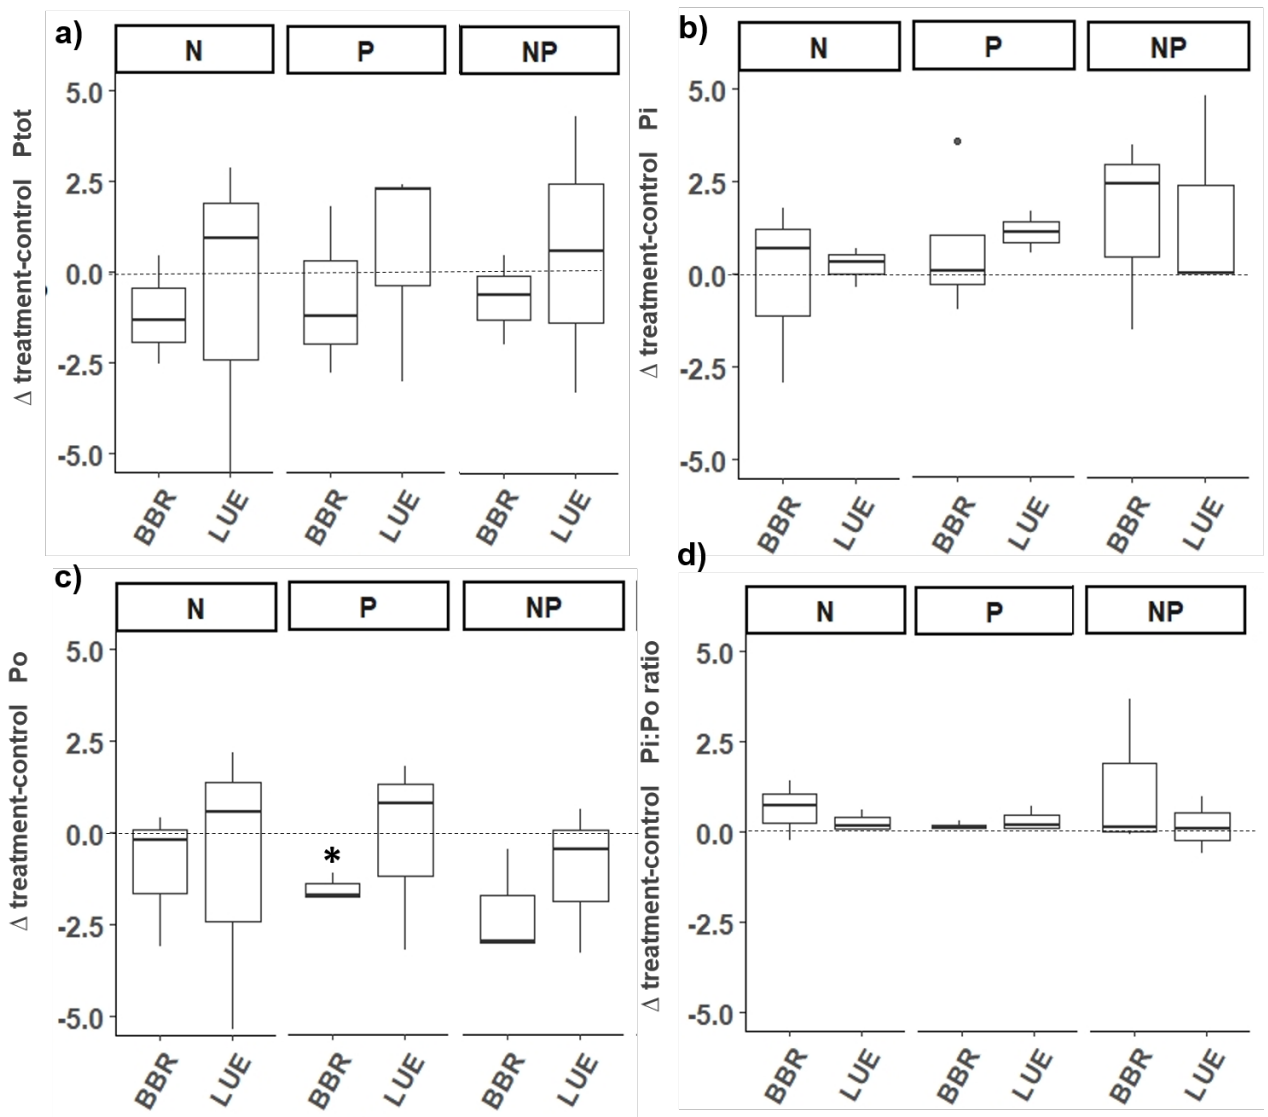 a)
N P NP
Δ treatment-control Ptot
5.0
2.5
0.0
-2.5
-5.0
BBR LUE BBR LUE BBR LUE
b)
N P NP
Δ treatment-control Pi
5.0
2.5
0.0
-2.5
-5.0
BBR LUE BBR LUE BBR LUE
c)
N P NP
Δ treatment-control Po
5.0
2.5
0.0
-2.5
-5.0
*
BBR LUE BBR LUE BBR LUE
d)
N P NP
Δ treatment-control Pi:Po ratio
5.0
2.5
0.0
-2.5
-5.0
BBR LUE BBR LUE BBR LUE